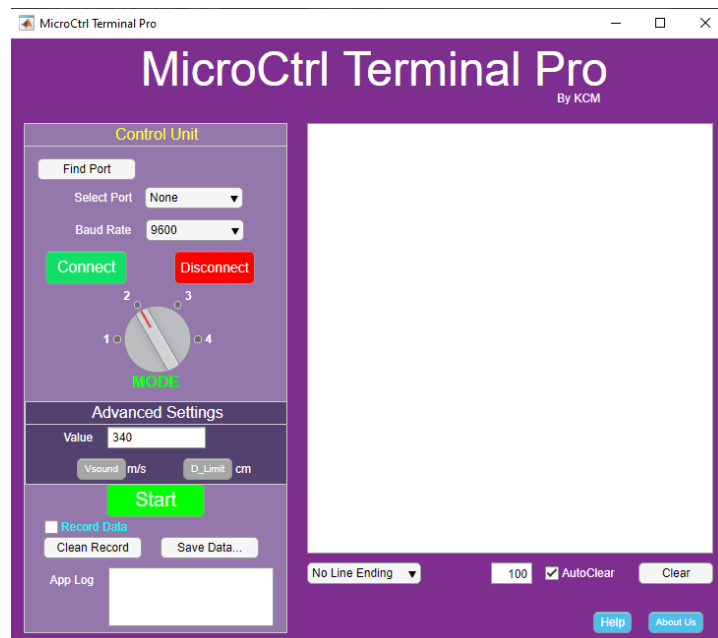 MicroCtrl Terminal Pro
MicroCtrl Terminal Pro
By KCM
Control Unit
Find Port
Select Port None
Baud Rate 9600
Connect Disconnect
2 3
1 4
MODE
Advanced Settings
Value 340
Vsound m/s D_Limit cm
Start
Record Data
Clean Record Save Data...
App Log
No Line Ending 100 AutoClear Clear
Help About Us